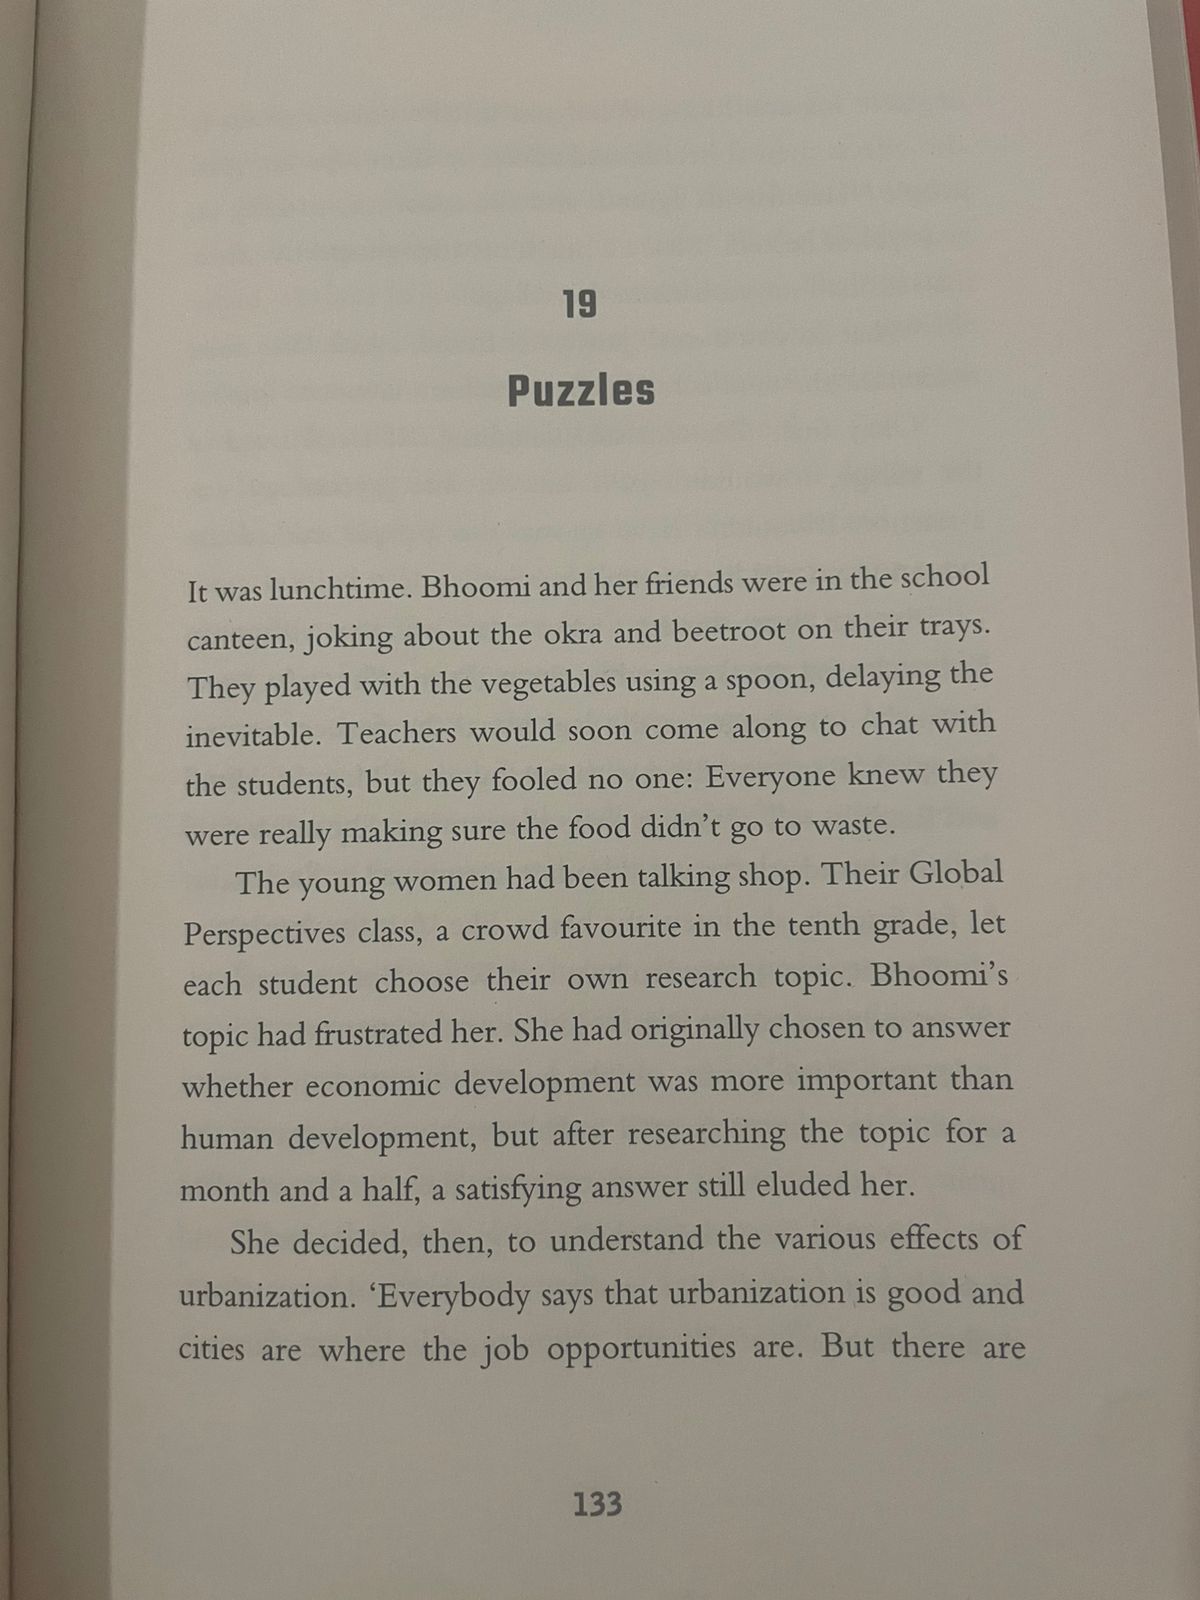 19
Puzzles
It was lunchtime. Bhoomi and her friends were in the school
canteen, joking about the okra and beetroot on their trays.
They played with the vegetables using a spoon, delaying the
inevitable. Teachers would soon come along to chat with
the students, but they fooled no one: Everyone knew they
were really making sure the food didn’t go to waste.
The young women had been talking shop. Their Global
Perspectives class, a crowd favourite in the tenth grade, let
each student choose their own research topic. Bhoomi’s
topic had frustrated her. She had originally chosen to answer
whether economic development was more important than
human development, but after researching the topic for a
month and a half, a satisfying answer still eluded her.
She decided, then, to understand the various effects of
urbanization. ‘Everybody says that urbanization is good and
cities are where the job opportunities are. But there are
133